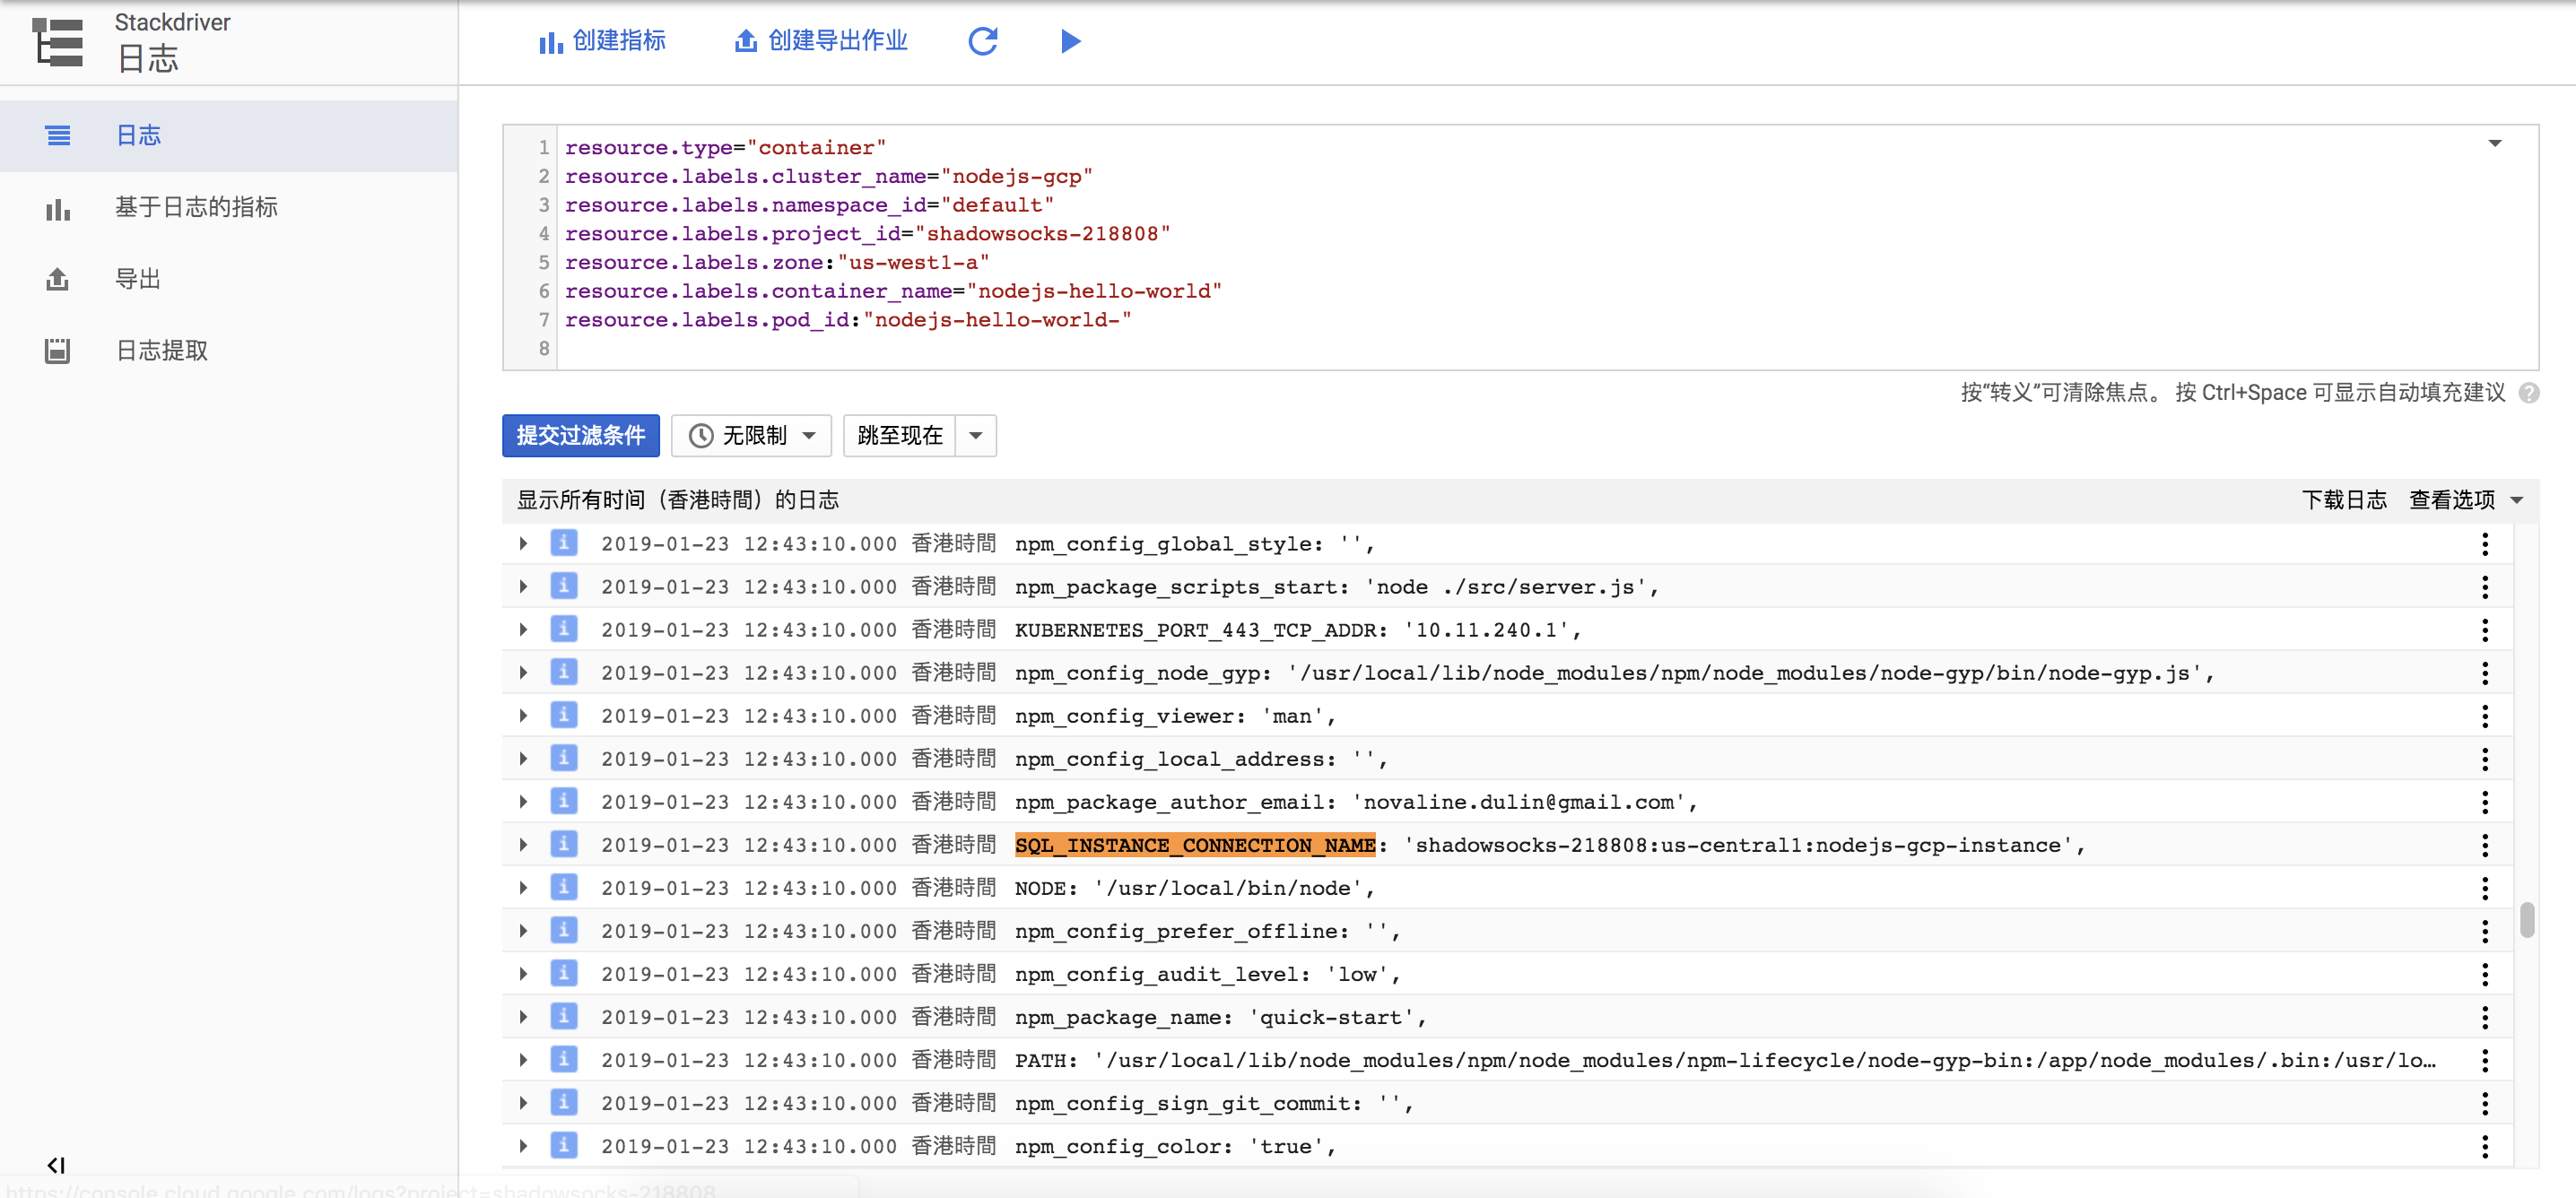 Stackdriver
日志
创建指标
创建导出作业
日志
基于日志的指标
导出
日志提取
1 resource.type="container"
2 resource.labels.cluster_name="nodejs-gcp"
3 resource.labels.namespace_id="default"
4 resource.labels.project_id="shadowsocks-218808"
5 resource.labels.zone:"us-west1-a"
6 resource.labels.container_name="nodejs-hello-world"
7 resource.labels.pod_id:"nodejs-hello-world-"
8
按“转义”可清除焦点。 按 Ctrl+Space 可显示自动填充建议 ?
提交过滤条件 无限制 跳至现在
显示所有时间（香港時間）的日志 下载日志 查看选项
i 2019-01-23 12:43:10.000 香港時間 npm_config_global_style: '',
i 2019-01-23 12:43:10.000 香港時間 npm_package_scripts_start: 'node ./src/server.js',
i 2019-01-23 12:43:10.000 香港時間 KUBERNETES_PORT_443_TCP_ADDR: '10.11.240.1',
i 2019-01-23 12:43:10.000 香港時間 npm_config_node_gyp: '/usr/local/lib/node_modules/npm/node_modules/node-gyp/bin/node-gyp.js',
i 2019-01-23 12:43:10.000 香港時間 npm_config_viewer: 'man',
i 2019-01-23 12:43:10.000 香港時間 npm_config_local_address: '',
i 2019-01-23 12:43:10.000 香港時間 npm_package_author_email: 'novaline.dulin@gmail.com',
i 2019-01-23 12:43:10.000 香港時間 SQL_INSTANCE_CONNECTION_NAME: 'shadowsocks-218808:us-central1:nodejs-gcp-instance',
i 2019-01-23 12:43:10.000 香港時間 NODE: '/usr/local/bin/node',
i 2019-01-23 12:43:10.000 香港時間 npm_config_prefer_offline: '',
i 2019-01-23 12:43:10.000 香港時間 npm_config_audit_level: 'low',
i 2019-01-23 12:43:10.000 香港時間 npm_package_name: 'quick-start',
i 2019-01-23 12:43:10.000 香港時間 PATH: '/usr/local/lib/node_modules/npm/node_modules/npm-lifecycle/node-gyp-bin:/app/node_modules/.bin:/usr/lo…
i 2019-01-23 12:43:10.000 香港時間 npm_config_sign_git_commit: '',
i 2019-01-23 12:43:10.000 香港時間 npm_config_color: 'true',
https://console.cloud.google.com/logs?project=shadowsocks-218808